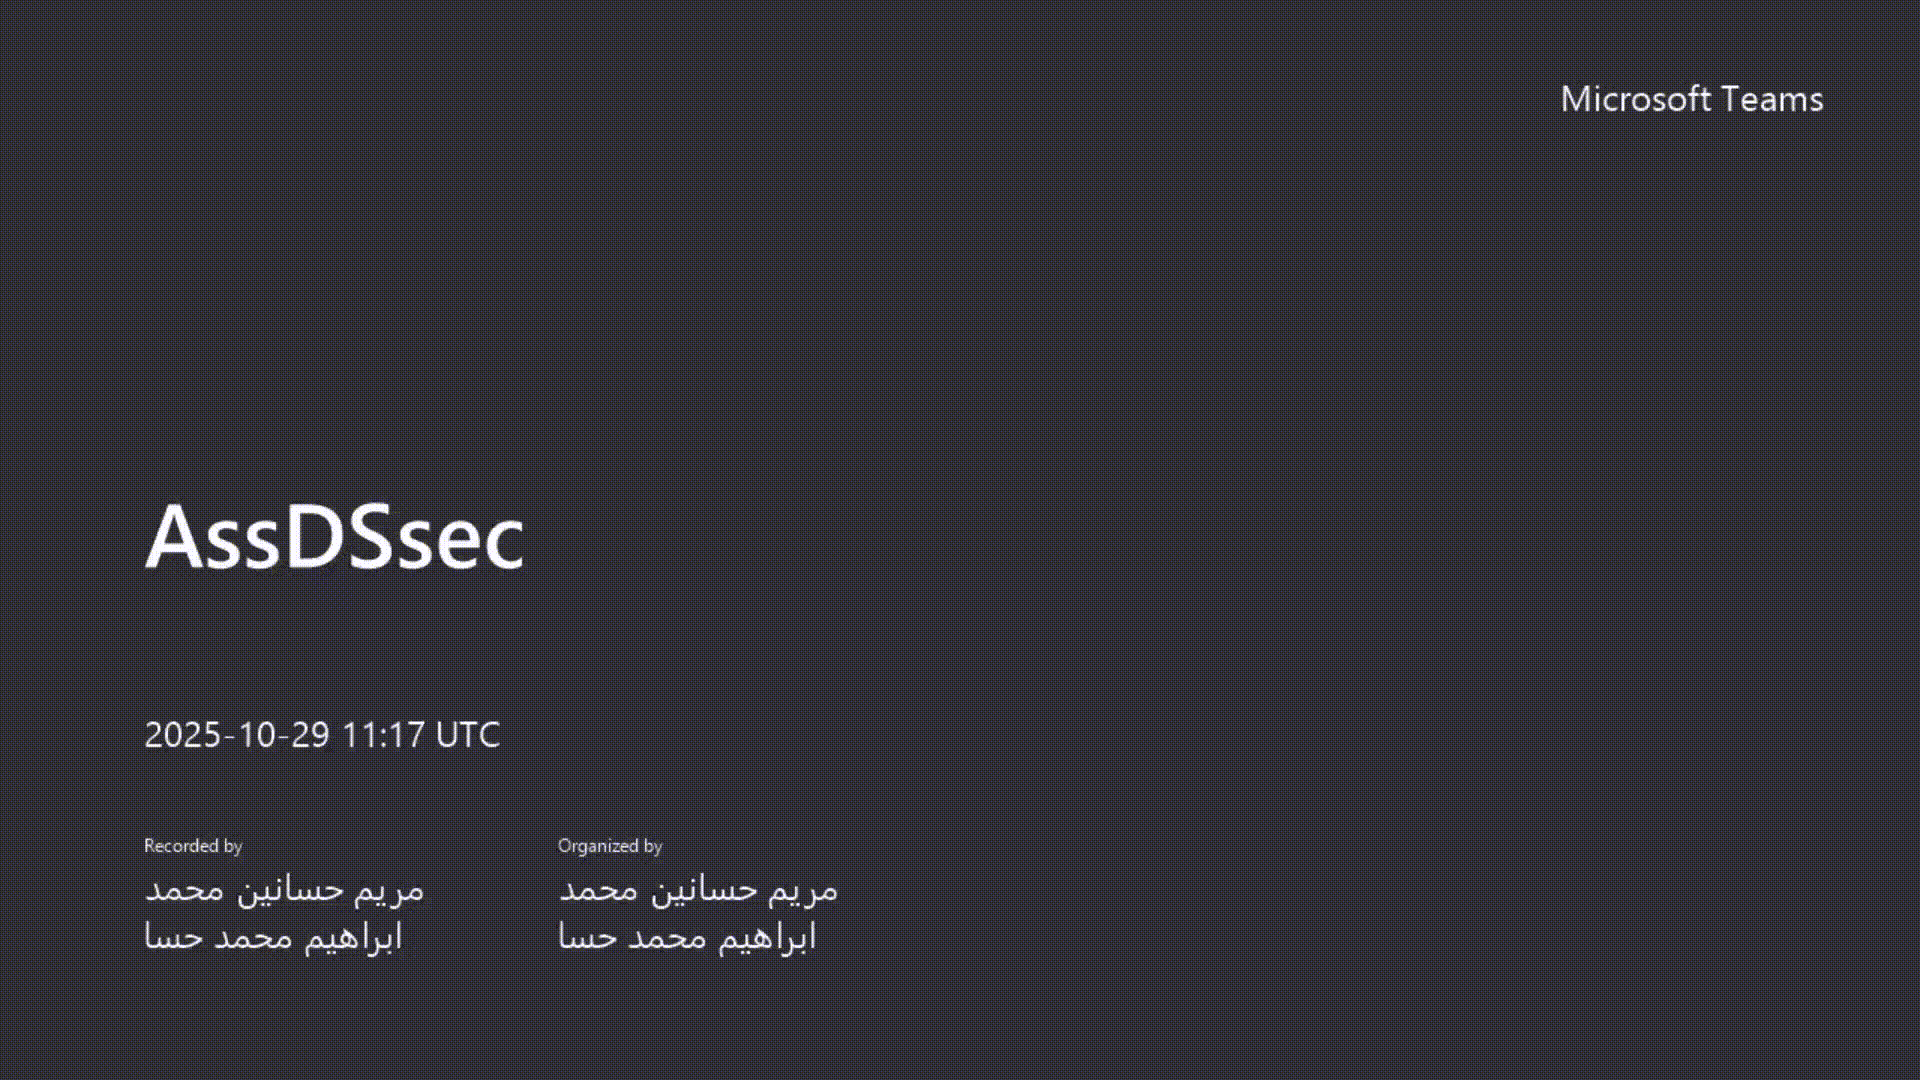 Microsoft Teams
AssDSsec
2025-10-29 11:17 UTC
Recorded by
مريم حسانين محمد
ابراهيم محمد حسا
Organized by
مريم حسانين محمد
ابراهيم محمد حسا